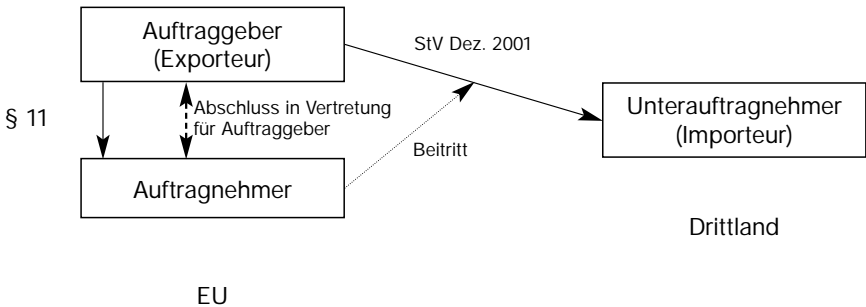 Auftraggeber
(Exporteur)
StV Dez. 2001
§ 11
Abschluss in Vertretung
für Auftraggeber
Unterauftragnehmer
(Importeur)
Beitritt
Auftragnehmer
Drittland
EU